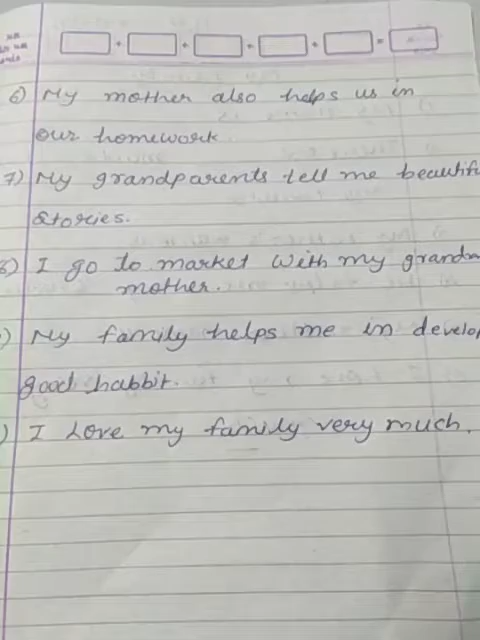 6) My mother also helps us in
our homework.
7) My grandparents tell me beautif
stories.
8) I go to market with my grand
mother.
) My family helps me in develop
good habbit.
) I Love my family very much.